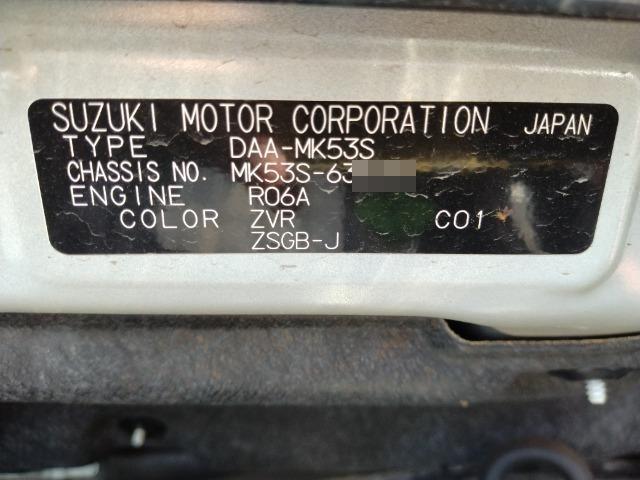 SUZUKI MOTOR CORPORATION JAPAN
TYPE DAA-MK53S
CHASSIS NO. MK53S-63
ENGINE R06A
COLOR ZVR C01
ZSGB-J